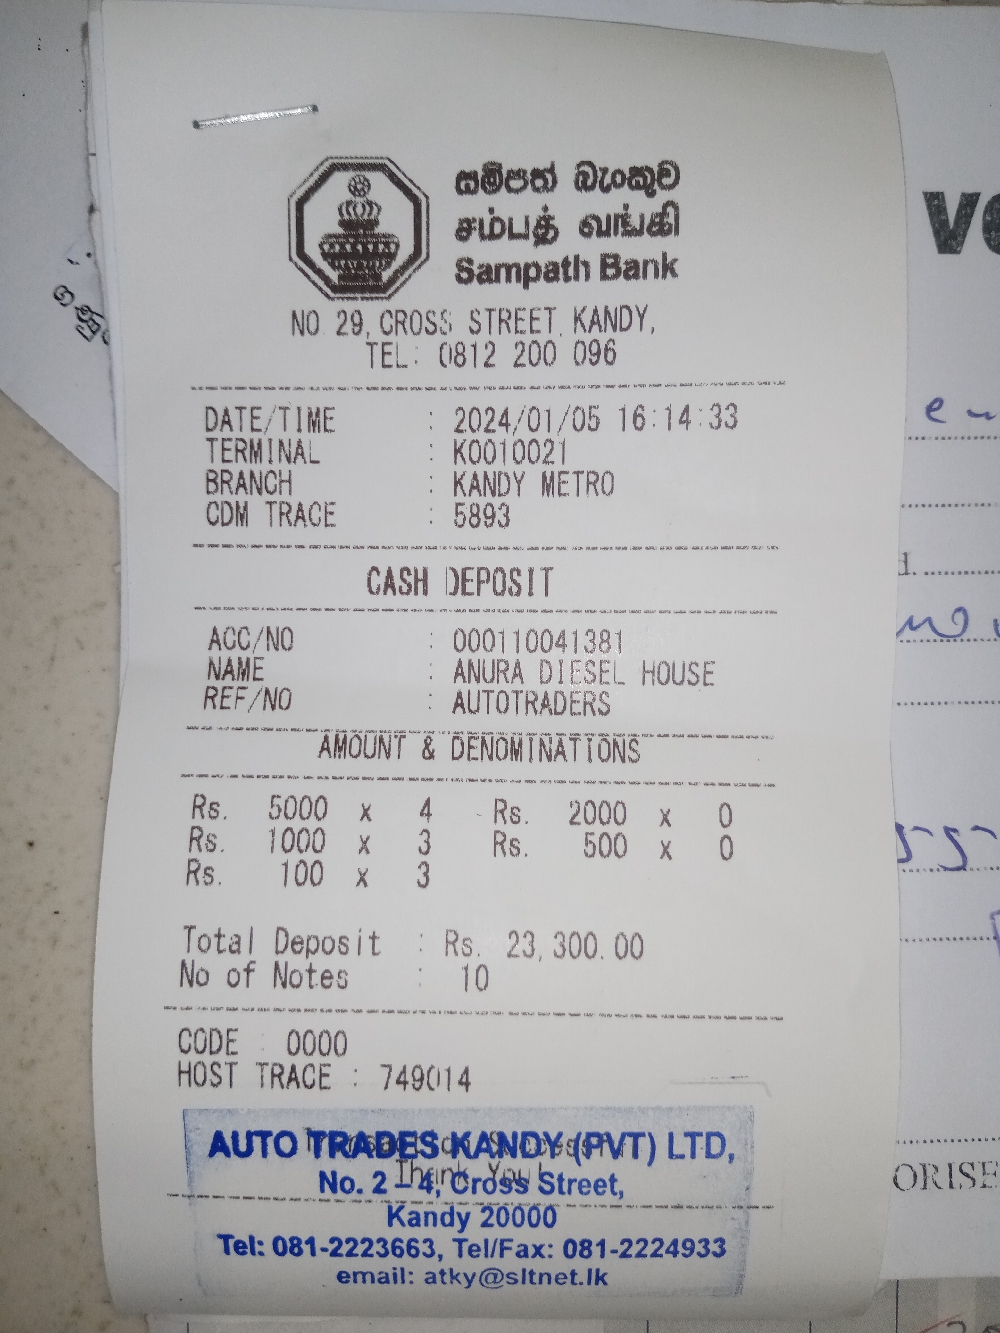 සම්පත් බැංකුව
சம்பத் வங்கி
Sampath Bank
NO 29, CROSS STREET, KANDY,
TEL: 0812 200 096
DATE/TIME : 2024/01/05 16:14:33
TERMINAL : K0010021
BRANCH : KANDY METRO
CDM TRACE : 5893
CASH DEPOSIT
ACC/NO : 000110041381
NAME : ANURA DIESEL HOUSE
REF/NO : AUTOTRADERS
AMOUNT & DENOMINATIONS
Rs. 5000 x 4 Rs. 2000 x 0
Rs. 1000 x 3 Rs. 500 x 0
Rs. 100 x 3
Total Deposit : Rs. 23,300.00
No of Notes : 10
CODE : 0000
HOST TRACE : 749014
AUTO TRADES KANDY (PVT) LTD,
Thank You!
No. 2 – 4, Cross Street,
Kandy 20000
Tel: 081-2223663, Tel/Fax: 081-2224933
email: atky@sltnet.lk
ORISE